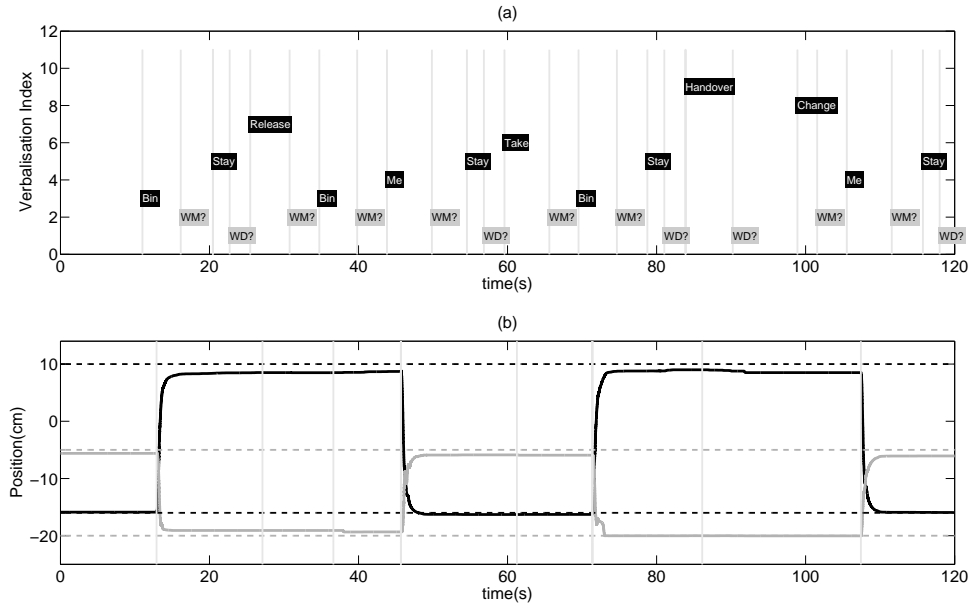 (a)
Verbalisation Index
12
10
8
6
4
2
0
Handover
Change
Release
Take
Stay
Stay
Stay
Stay
Me
Me
Bin
Bin
Bin
WM?
WM?
WM?
WM?
WM?
WM?
WM?
WM?
WD?
WD?
WD?
WD?
WD?
0 20 40 60 80 100 120
time(s)
(b)
Position(cm)
10
0
−10
−20
0 20 40 60 80 100 120
time(s)